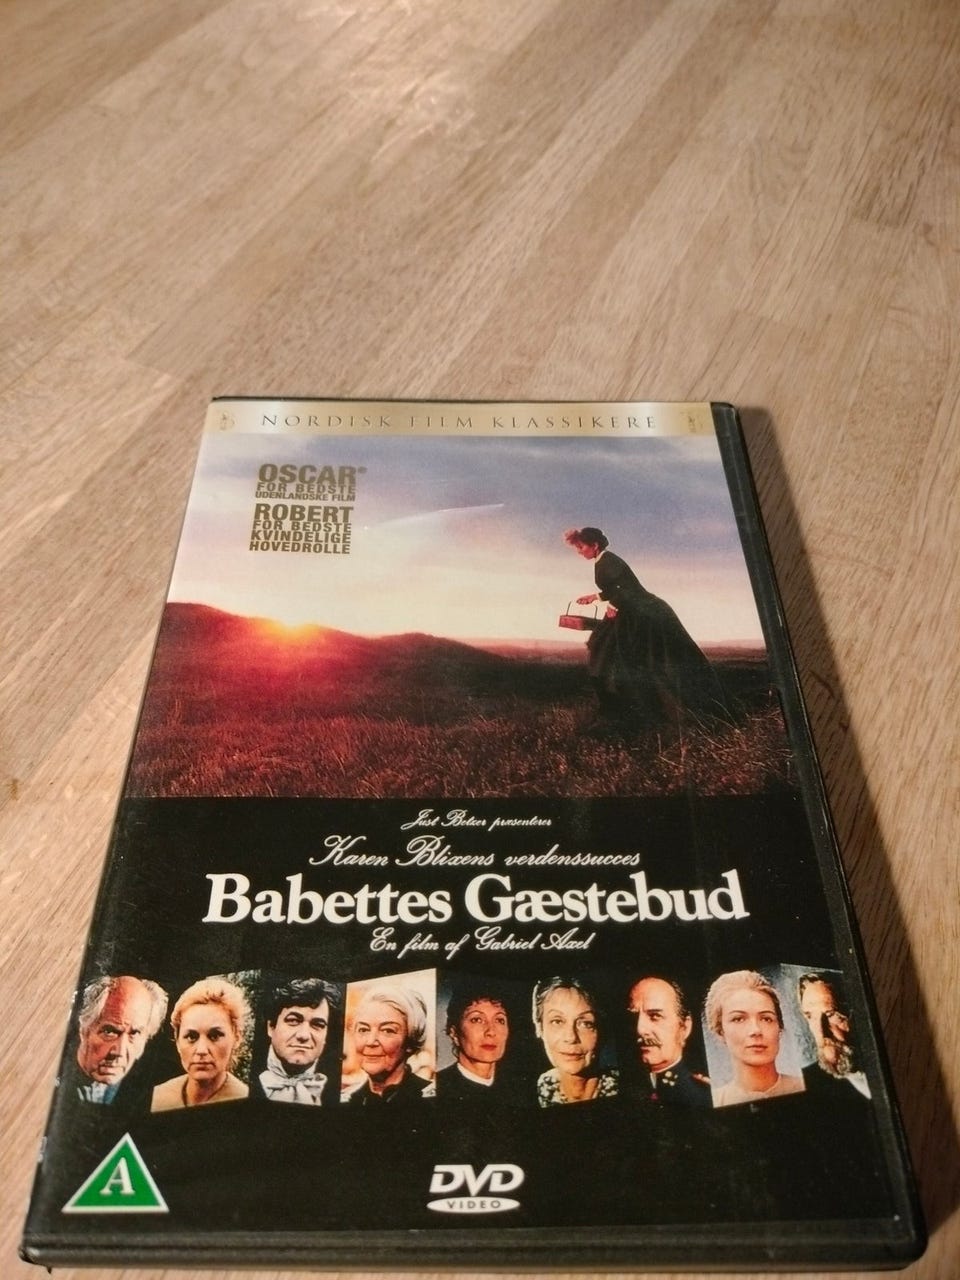 NORDISK FILM KLASSIKERE
OSCAR®
FOR BEDSTE
UDENLANDSKE FILM
ROBERT
FOR BEDSTE
KVINDELIGE
HOVEDROLLE
Just Betzer præsenterer
Karen Blixens verdenssucces
Babettes Gæstebud
En film af Gabriel Axel
A
DVD
VIDEO